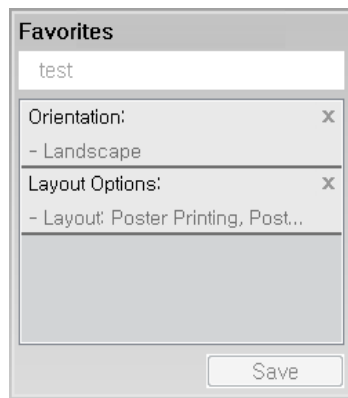 Favorites
test
Orientation: x
- Landscape
Layout Options: x
- Layout: Poster Printing, Post...
Save